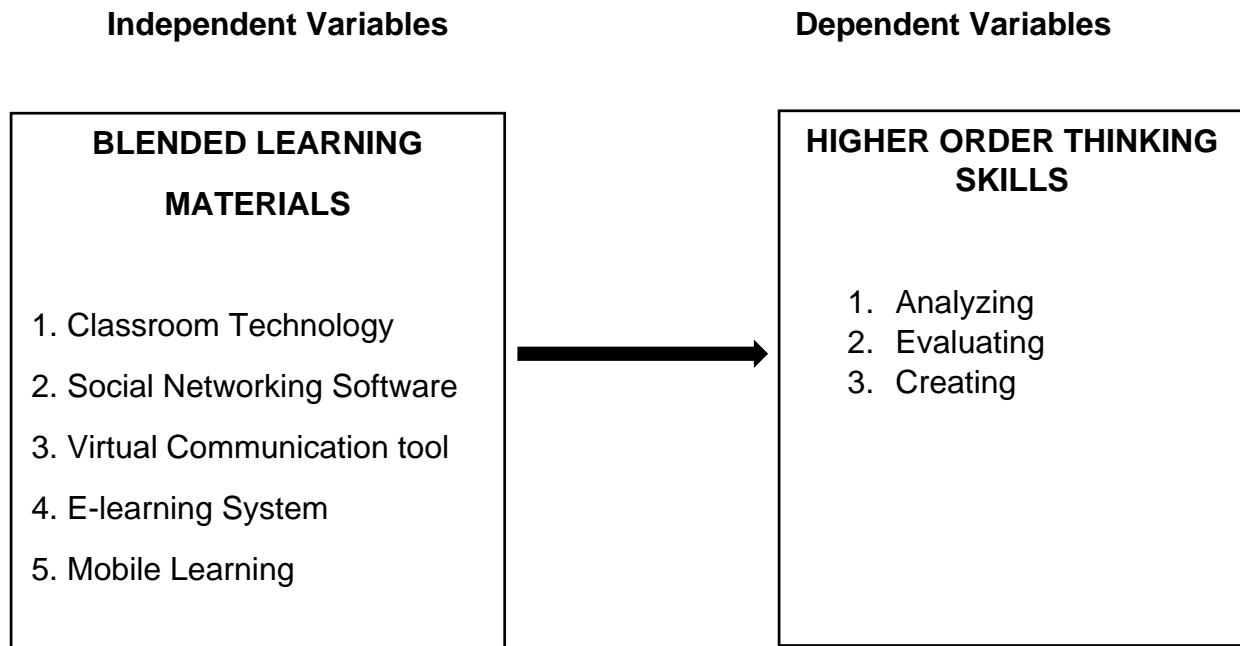 Independent Variables
Dependent Variables
BLENDED LEARNING
MATERIALS
1. Classroom Technology
2. Social Networking Software
3. Virtual Communication tool
4. E-learning System
5. Mobile Learning
HIGHER ORDER THINKING
SKILLS
1. Analyzing
2. Evaluating
3. Creating